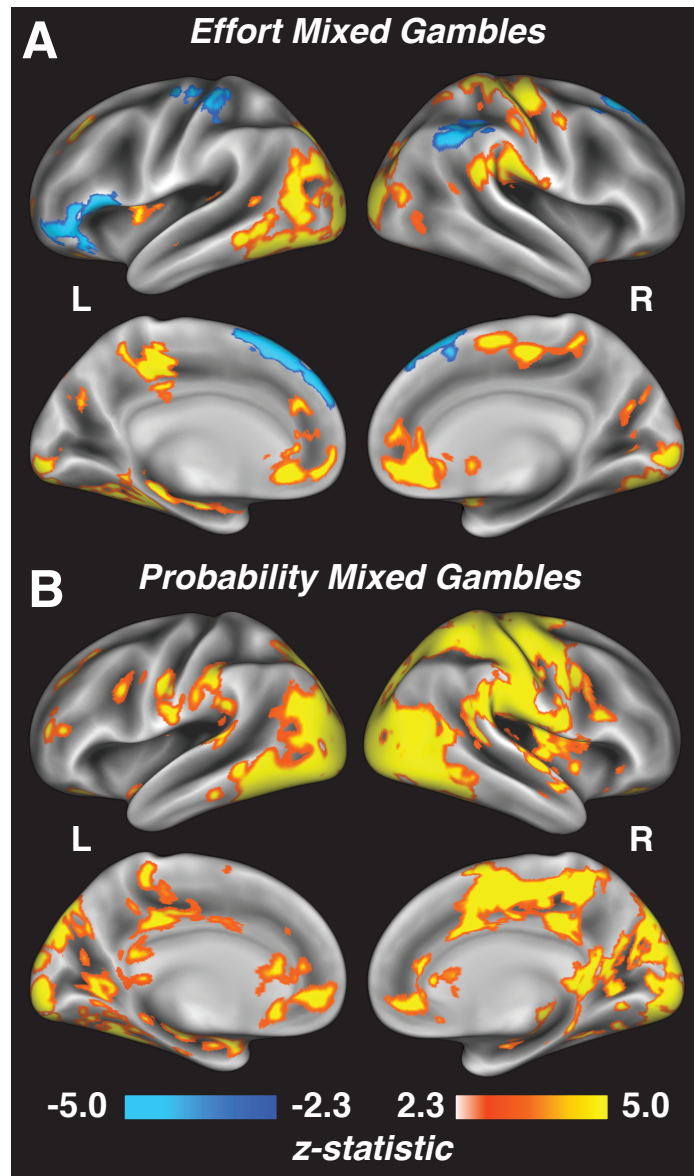 A
Effort Mixed Gambles
L R
B
Probability Mixed Gambles
L R
-5.0 -2.3 2.3 5.0
z-statistic